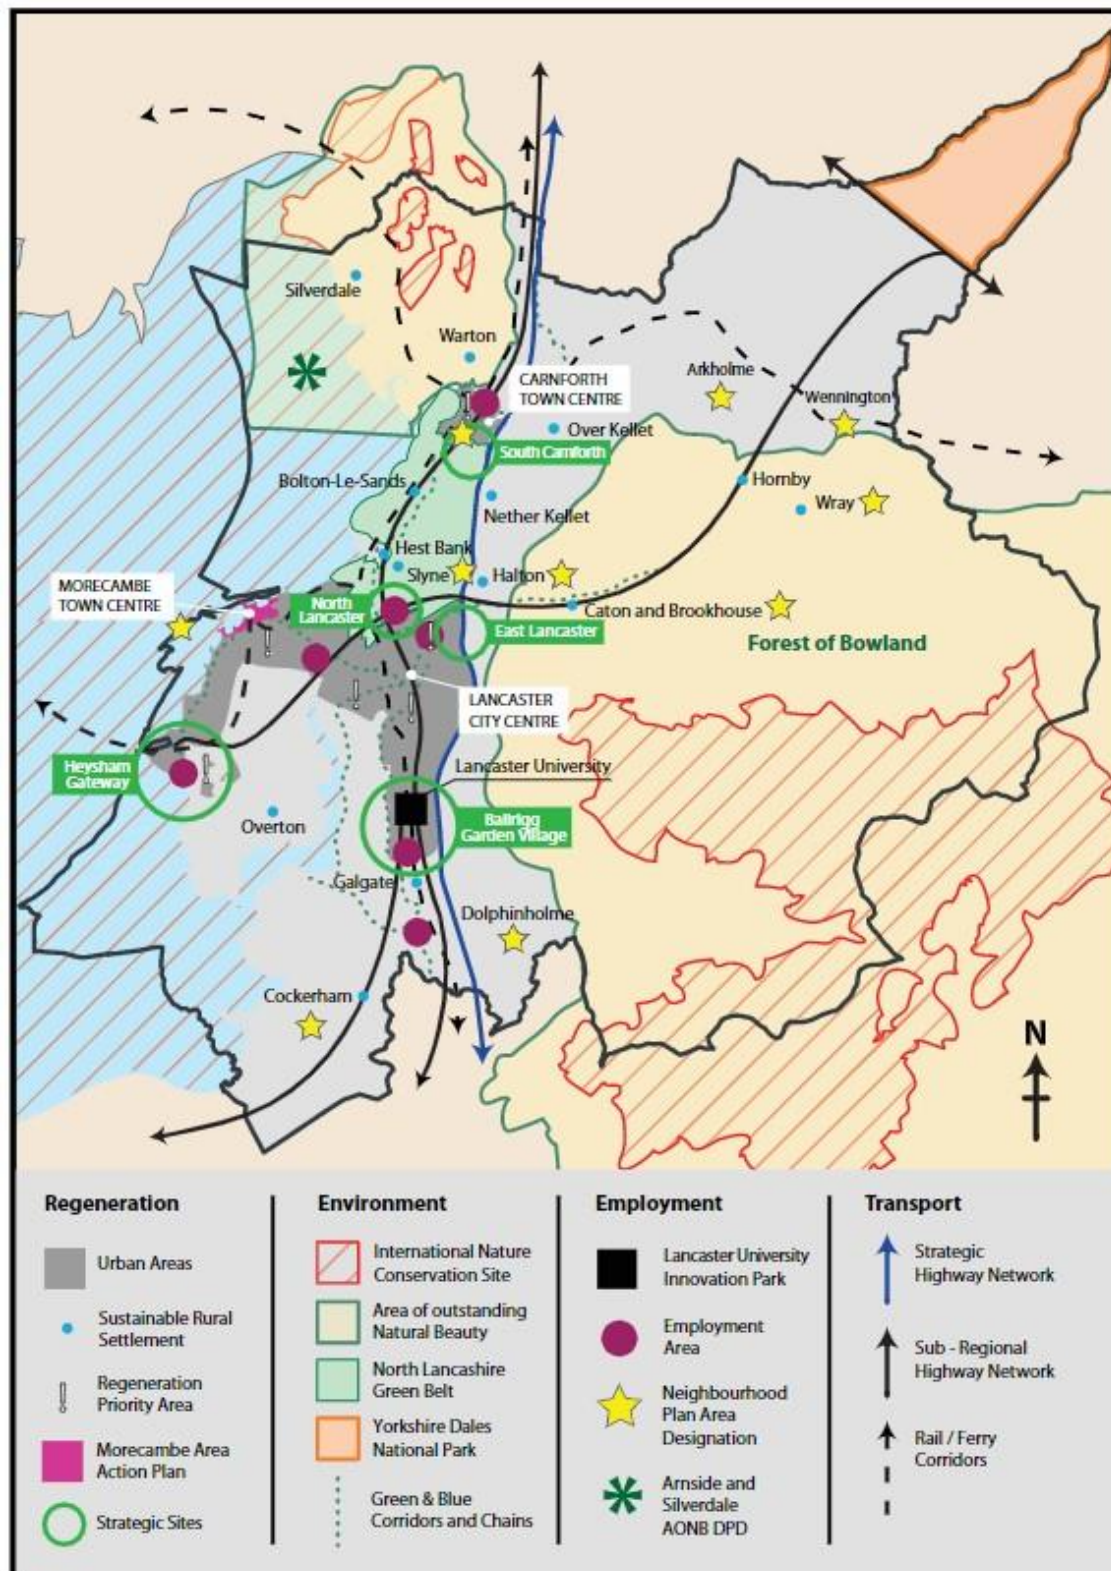 Silverdale
Warton
CARNFORTH
TOWN CENTRE
Arkholme
Wennington
Over Kellet
South Carnforth
Bolton-Le-Sands
Hornby
Wray
Nether Kellet
Hest Bank
Slyne
Halton
MORECAMBE
TOWN CENTRE
North
Lancaster
Caton and Brookhouse
East Lancaster
Forest of Bowland
LANCASTER
CITY CENTRE
Heysham
Gateway
Lancaster University
Overton
Bailrigg
Garden Village
Galgate
Dolphinholme
Cockerham
N
Regeneration
Urban Areas
Sustainable Rural
Settlement
Regeneration
Priority Area
Morecambe Area
Action Plan
Strategic Sites
Environment
International Nature
Conservation Site
Area of outstanding
Natural Beauty
North Lancashire
Green Belt
Yorkshire Dales
National Park
Green & Blue
Corridors and Chains
Employment
Lancaster University
Innovation Park
Employment
Area
Neighbourhood
Plan Area
Designation
Arnside and
Silverdale
AONB DPD
Transport
Strategic
Highway Network
Sub - Regional
Highway Network
Rail / Ferry
Corridors